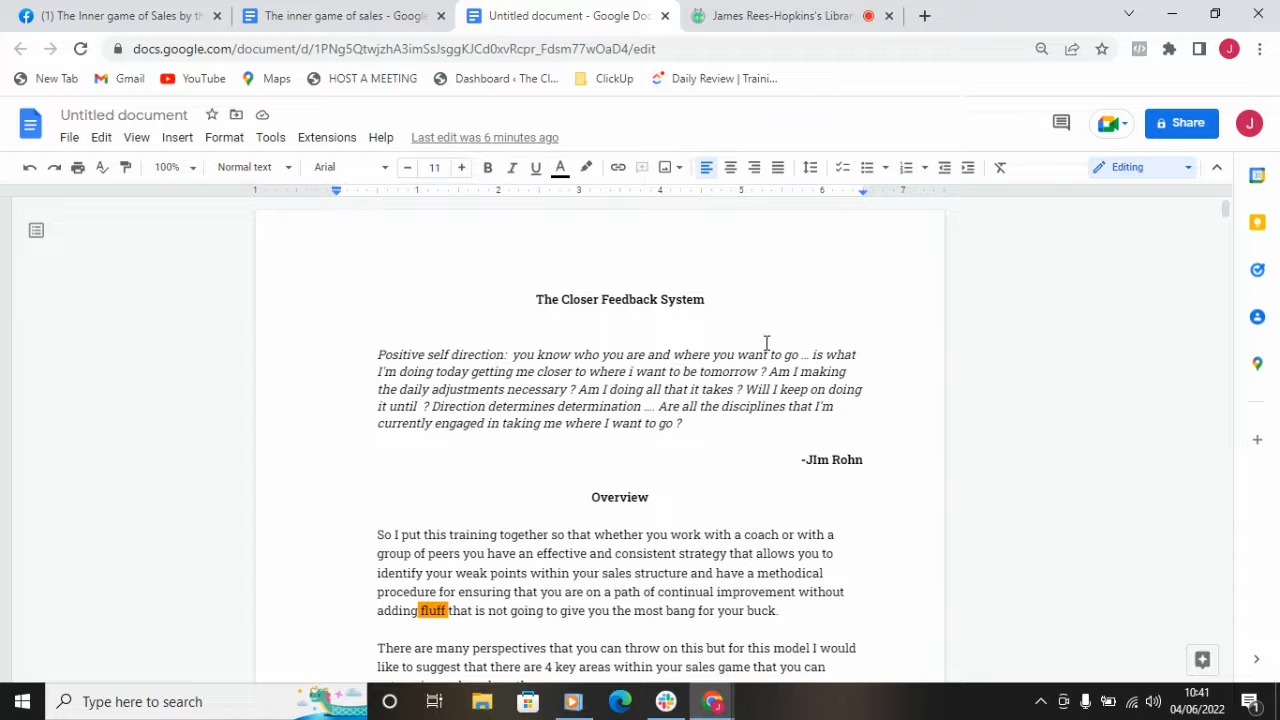 (1) The Inner game of Sales by th
The inner game of sales - Google
Untitled document - Google Doc
James Rees-Hopkins's Library
docs.google.com/document/d/1PNg5QtwjzhA3imSsJsggKJCd0xvRcpr_Fdsm77wOaD4/edit
J
New Tab
Gmail
YouTube
Maps
HOST A MEETING
Dashboard ‹ The Cl...
ClickUp
Daily Review | Traini...
Untitled document
Share
J
File Edit View Insert Format Tools Extensions Help Last edit was 6 minutes ago
100% Normal text Arial 11 B I U A Editing
1 1 2 3 4 5 6 7
The Closer Feedback System
Positive self direction: you know who you are and where you want to go ... is what
I'm doing today getting me closer to where i want to be tomorrow ? Am I making
the daily adjustments necessary ? Am I doing all that it takes ? Will I keep on doing
it until ? Direction determines determination .... Are all the disciplines that I'm
currently engaged in taking me where I want to go ?
-JIm Rohn
Overview
So I put this training together so that whether you work with a coach or with a
group of peers you have an effective and consistent strategy that allows you to
identify your weak points within your sales structure and have a methodical
procedure for ensuring that you are on a path of continual improvement without
adding fluff that is not going to give you the most bang for your buck.
There are many perspectives that you can throw on this but for this model I would
like to suggest that there are 4 key areas within your sales game that you can
Type here to search
10:41
04/06/2022
1